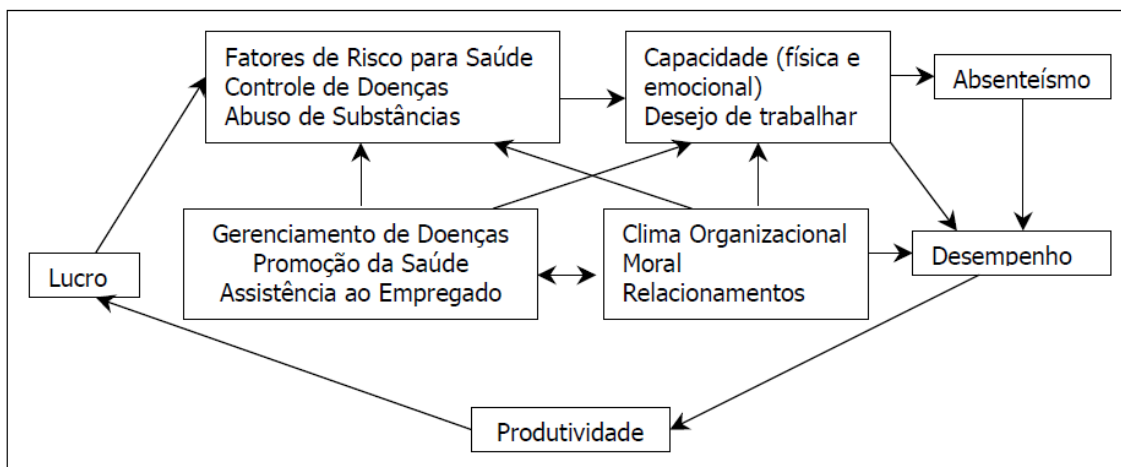 Fatores de Risco para Saúde
Controle de Doenças
Abuso de Substâncias
Capacidade (física e
emocional)
Desejo de trabalhar
Absenteísmo
Gerenciamento de Doenças
Promoção da Saúde
Assistência ao Empregado
Clima Organizacional
Moral
Relacionamentos
Desempenho
Lucro
Produtividade